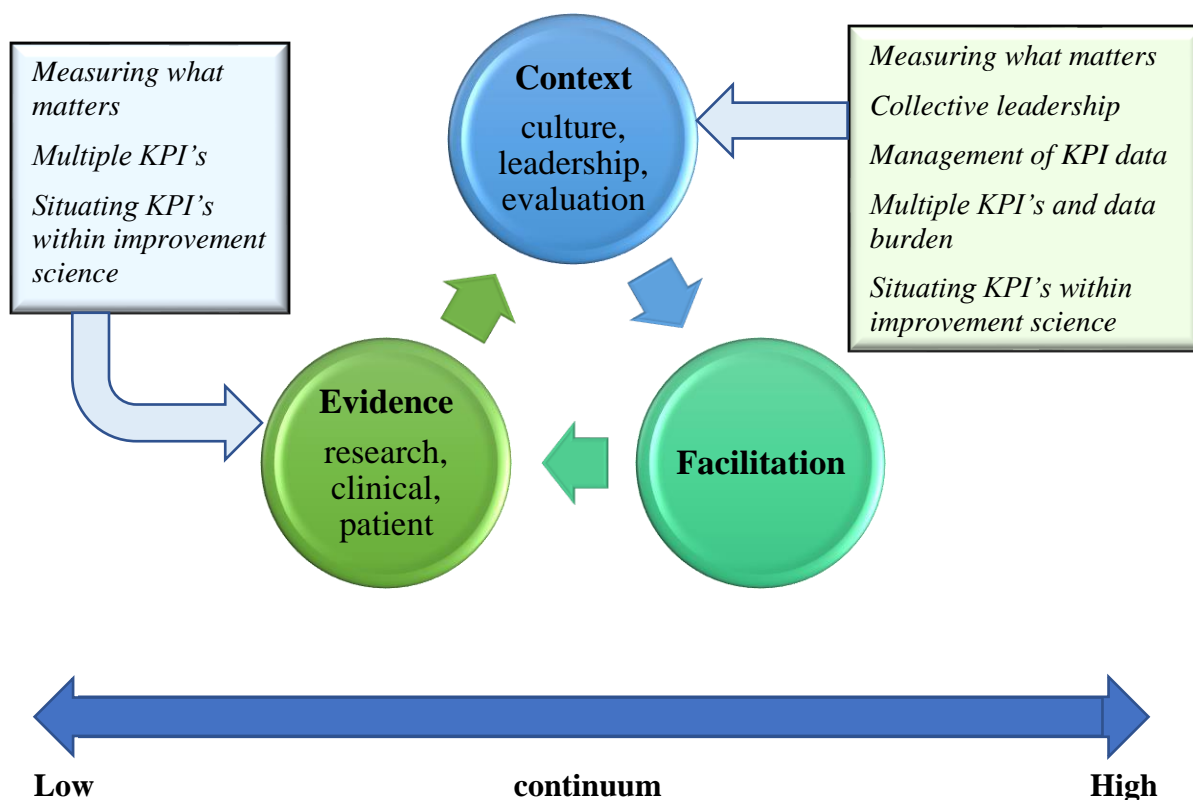 Measuring what
matters
Multiple KPI’s
Situating KPI’s
within improvement
science
Context
culture,
leadership,
evaluation
Measuring what matters
Collective leadership
Management of KPI data
Multiple KPI’s and data
burden
Situating KPI’s within
improvement science
Evidence
research,
clinical,
patient
Facilitation
Low
continuum
High